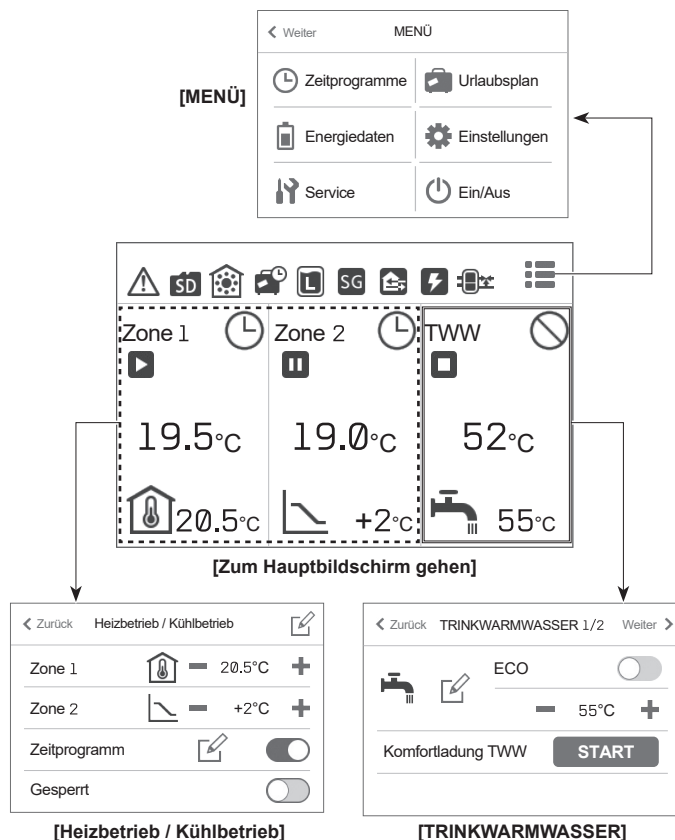 Weiter MENÜ
[MENÜ]
Zeitprogramme Urlaubsplan
Energiedaten Einstellungen
Service Ein/Aus
SD L SG
Zone 1 Zone 2 TWW
19.5°C 19.0°C 52°C
20.5°C +2°C 55°C
[Zum Hauptbildschirm gehen]
Zurück Heizbetrieb / Kühlbetrieb
Zone 1 20.5°C
Zone 2 +2°C
Zeitprogramm
Gesperrt
[Heizbetrieb / Kühlbetrieb]
Zurück TRINKWARMWASSER 1/2 Weiter
ECO
55°C
Komfortladung TWW START
[TRINKWARMWASSER]